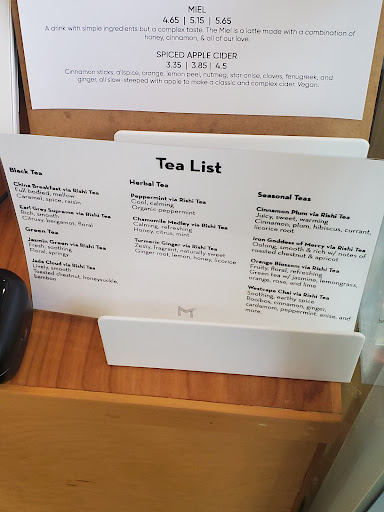 MIEL
4.65 | 5.15 | 5.65
A drink with simple ingredients but a complex taste. The Miel is a latte made with a combination of
honey, cinnamon, & all of our love.
SPICED APPLE CIDER
3.35 | 3.85 | 4.5
Cinnamon sticks, allspice, orange, lemon peel, nutmeg, star anise, cloves, fenugreek, and
ginger, all slow-steeped with apple to make a classic and complex cider. Vegan.
Tea List
Black Tea
China Breakfast via Rishi Tea
Full bodied, mellow
Caramel, spice, raisin
Earl Grey Supreme via Rishi Tea
Rich, smooth
Citrusy, bergamot, floral
Green Tea
Jasmin Green via Rishi Tea
Fresh, soothing
Floral, springy
Jade Cloud via Rishi Tea
Lively, smooth
Toasted chestnut, honeysuckle,
bamboo
Herbal Tea
Peppermint via Rishi Tea
Cool, calming
Organic peppermint
Chamomile Medley via Rishi Tea
Calming, refreshing
Honey, citrus, mint
Turmeric Ginger via Rishi Tea
Zesty, fragrant, naturally sweet
Ginger root, lemon, honey, licorice
Seasonal Teas
Cinnamon Plum via Rishi Tea
Juicy, sweet, warming
Cinnamon, plum, hibiscus, currant,
licorice root
Iron Goddess of Mercy via Rishi Tea
Oolong, smooth & rich w/ notes of
roasted chestnut & apricot
Orange Blossom via Rishi Tea
Fruity, floral, refreshing
Green tea w/ jasmine, lemongrass,
orange, rose, and lime
Westcape Chai via Rishi Tea
Soothing, earthy spice
Rooibos, cinnamon, ginger,
cardamom, peppermint, anise, and
more.
M